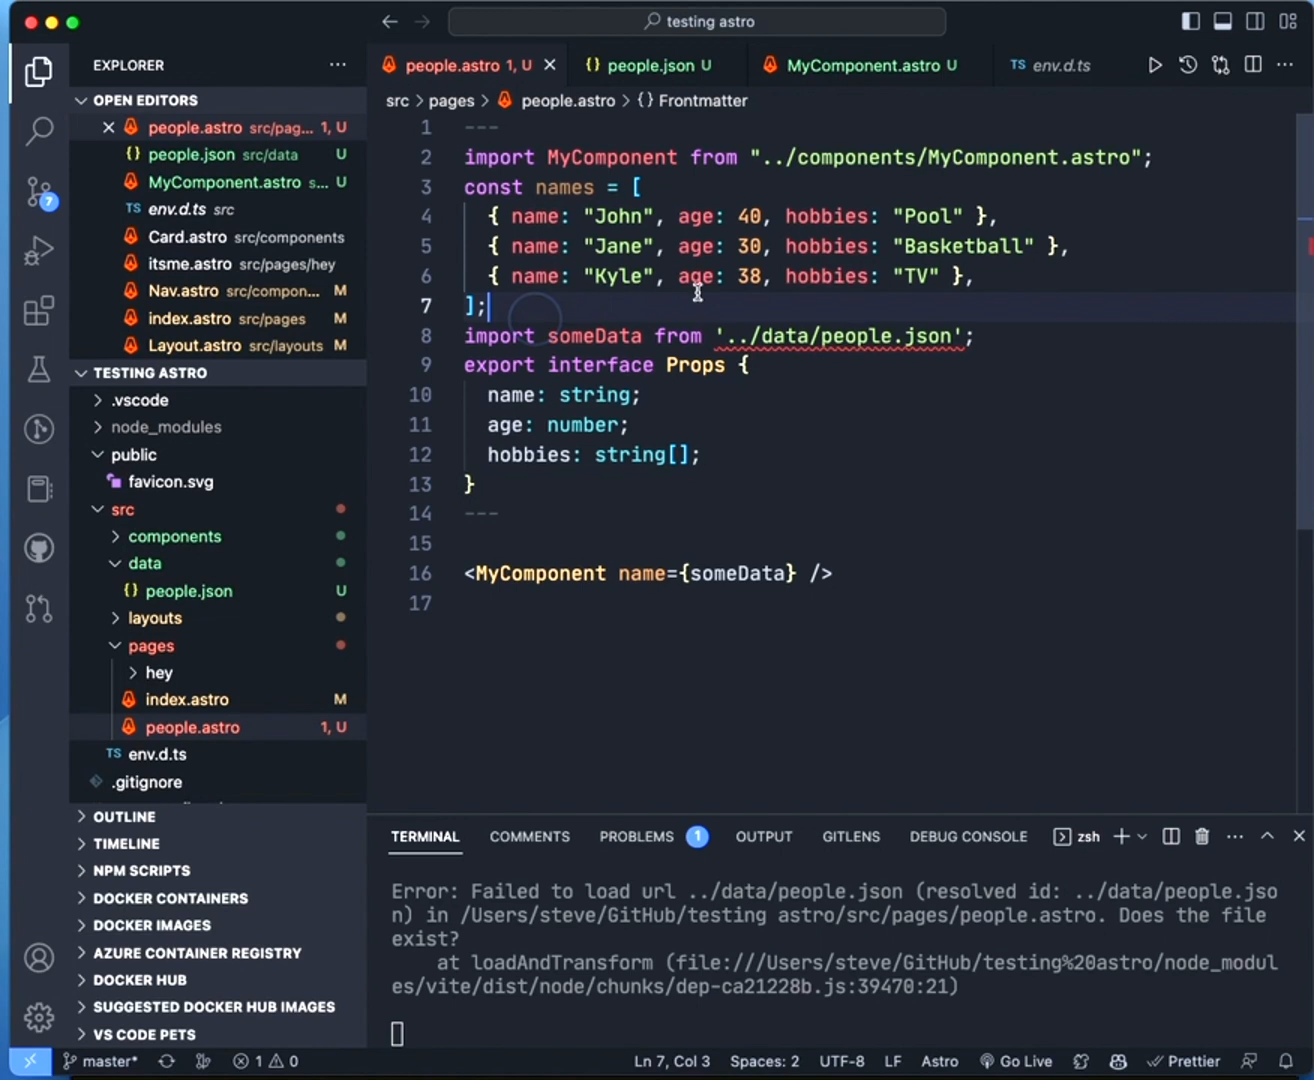 testing astro
EXPLORER
OPEN EDITORS
people.astro src/pag... 1, U
people.json src/data U
MyComponent.astro s... U
TS env.d.ts src
Card.astro src/components
itsme.astro src/pages/hey
Nav.astro src/compon... M
index.astro src/pages M
Layout.astro src/layouts M
TESTING ASTRO
.vscode
node_modules
public
favicon.svg
src
components
data
{} people.json U
layouts
pages
hey
index.astro M
people.astro 1, U
TS env.d.ts
.gitignore
OUTLINE
TIMELINE
NPM SCRIPTS
DOCKER CONTAINERS
DOCKER IMAGES
AZURE CONTAINER REGISTRY
DOCKER HUB
SUGGESTED DOCKER HUB IMAGES
VS CODE PETS
7
people.astro 1, U {} people.json U MyComponent.astro U TS env.d.ts
src > pages > people.astro > {} Frontmatter
1 ---
2 import MyComponent from "../components/MyComponent.astro";
3 const names = [
4 { name: "John", age: 40, hobbies: "Pool" },
5 { name: "Jane", age: 30, hobbies: "Basketball" },
6 { name: "Kyle", age: 38, hobbies: "TV" },
7 ];
8 import someData from '../data/people.json';
9 export interface Props {
10 name: string;
11 age: number;
12 hobbies: string[];
13 }
14 ---
15
16 <MyComponent name={someData} />
17
TERMINAL COMMENTS PROBLEMS 1 OUTPUT GITLENS DEBUG CONSOLE zsh
Error: Failed to load url ../data/people.json (resolved id: ../data/people.jso
n) in /Users/steve/GitHub/testing astro/src/pages/people.astro. Does the file
exist?
at loadAndTransform (file:///Users/steve/GitHub/testing%20astro/node_modul
es/vite/dist/node/chunks/dep-ca21228b.js:39470:21)
master* 1 0 Ln 7, Col 3 Spaces: 2 UTF-8 LF Astro Go Live Prettier